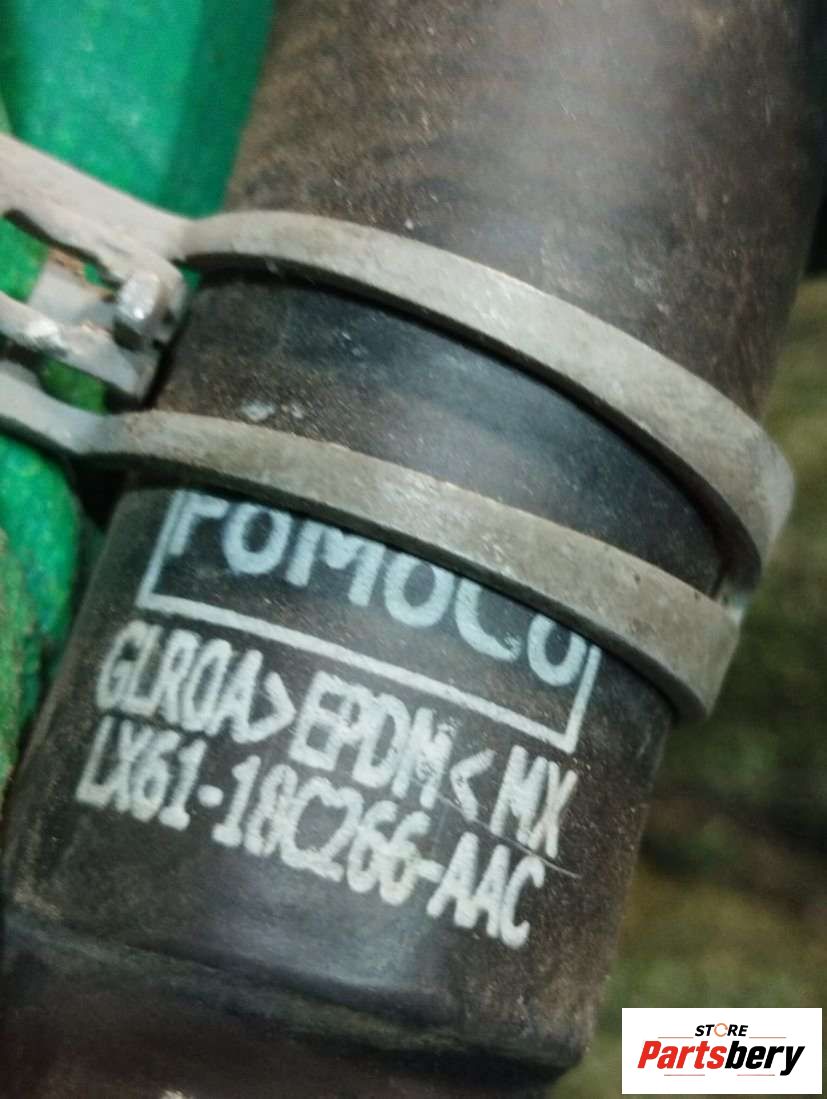 FOMOCO
GLR0A>EPDM<MX
LX61-18C266-AAC
STORE
Partsbery